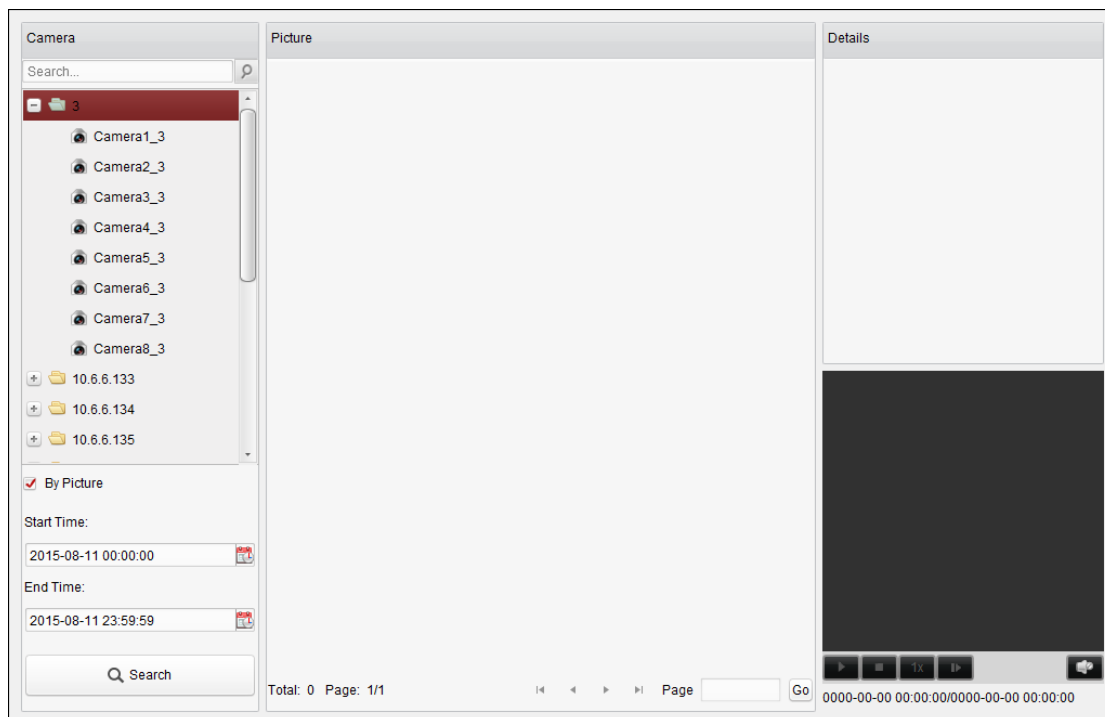 Camera
Search...
3
Camera1_3
Camera2_3
Camera3_3
Camera4_3
Camera5_3
Camera6_3
Camera7_3
Camera8_3
10.6.6.133
10.6.6.134
10.6.6.135
By Picture
Start Time:
2015-08-11 00:00:00
End Time:
2015-08-11 23:59:59
Search
Picture
Total: 0 Page: 1/1
Page
Go
Details
1x
0000-00-00 00:00:00/0000-00-00 00:00:00